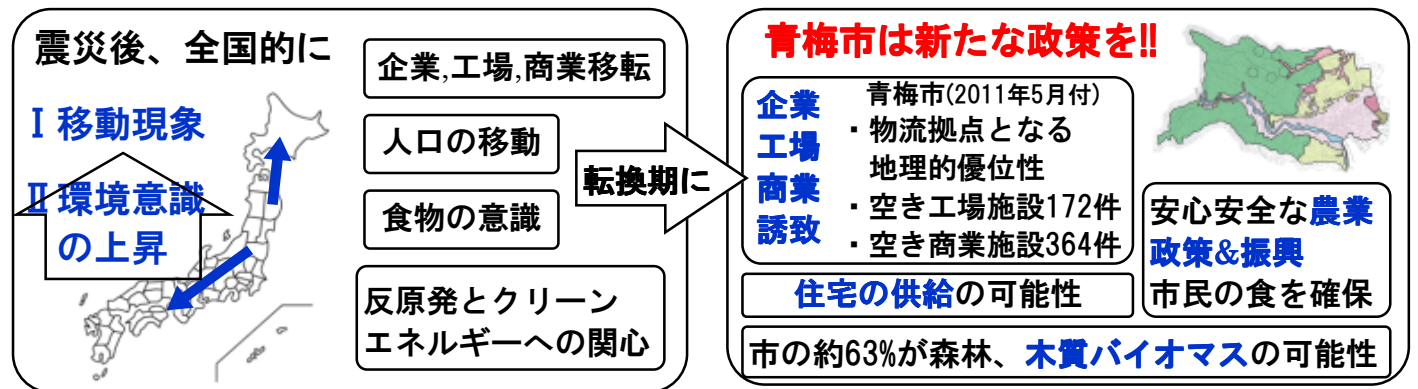 震災後、全国的に
Ⅰ移動現象
Ⅱ環境意識
の上昇
企業,工場,商業移転
人口の移動
食物の意識
反原発とクリーン
エネルギーへの関心
転換期に
青梅市は新たな政策を!!
企業
工場
商業
誘致
青梅市(2011年5月付)
・物流拠点となる
地理的優位性
・空き工場施設172件
・空き商業施設364件
住宅の供給の可能性
安心安全な農業
政策&振興
市民の食を確保
市の約63%が森林、木質バイオマスの可能性